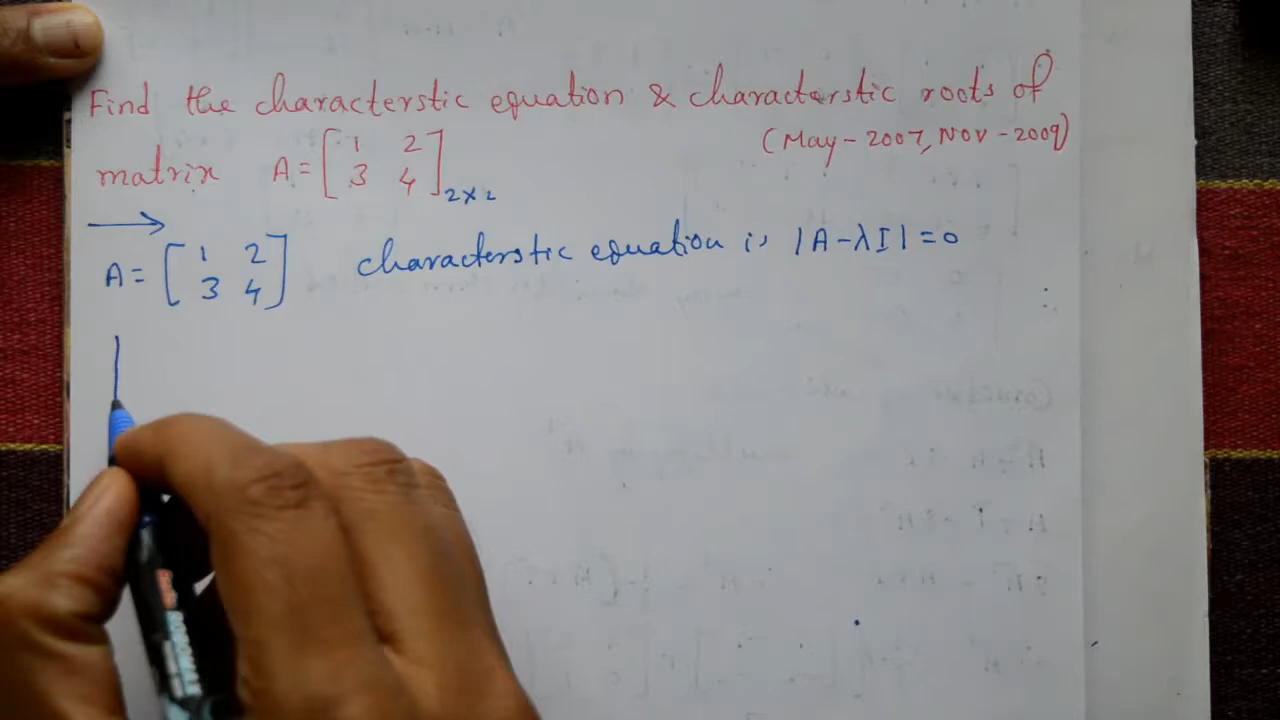 Find the characterstic equation & characterstic roots of
matrix A = [1 2 3 4] 2×2 (May - 2007, Nov - 2009)
A = [1 2 3 4] characterstic equation is |A - λI| = 0